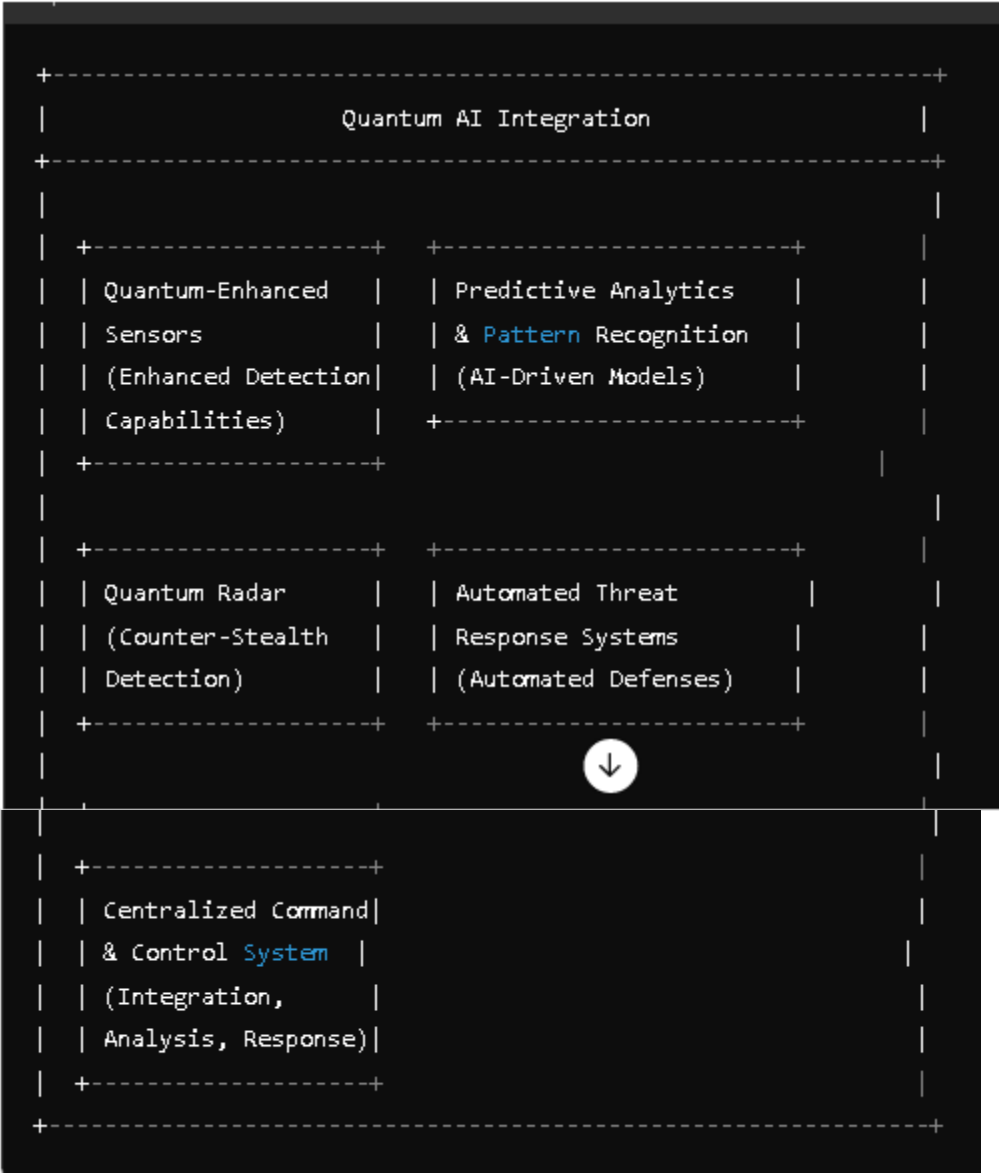 Quantum AI Integration
Quantum-Enhanced
Sensors
(Enhanced Detection
Capabilities)
Predictive Analytics
& Pattern Recognition
(AI-Driven Models)
Quantum Radar
(Counter-Stealth
Detection)
Automated Threat
Response Systems
(Automated Defenses)
Centralized Command
& Control System
(Integration,
Analysis, Response)